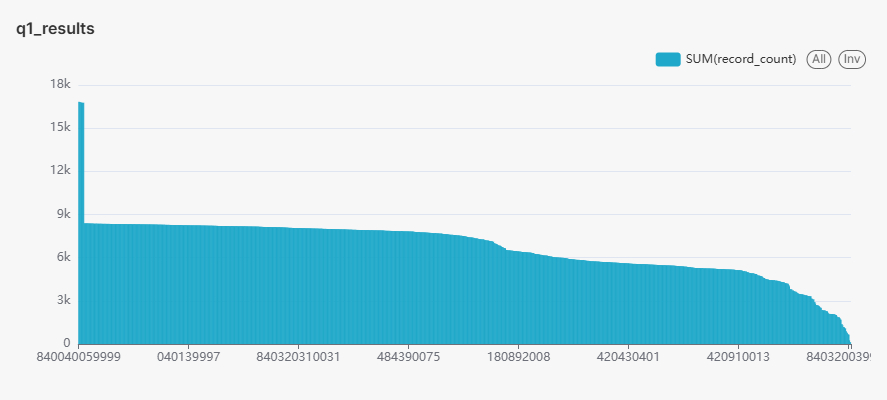 q1_results
SUM(record_count) All Inv
18k
15k
12k
9k
6k
3k
0
840040059999 040139997 840320310031 484390075 180892008 420430401 420910013 840320039